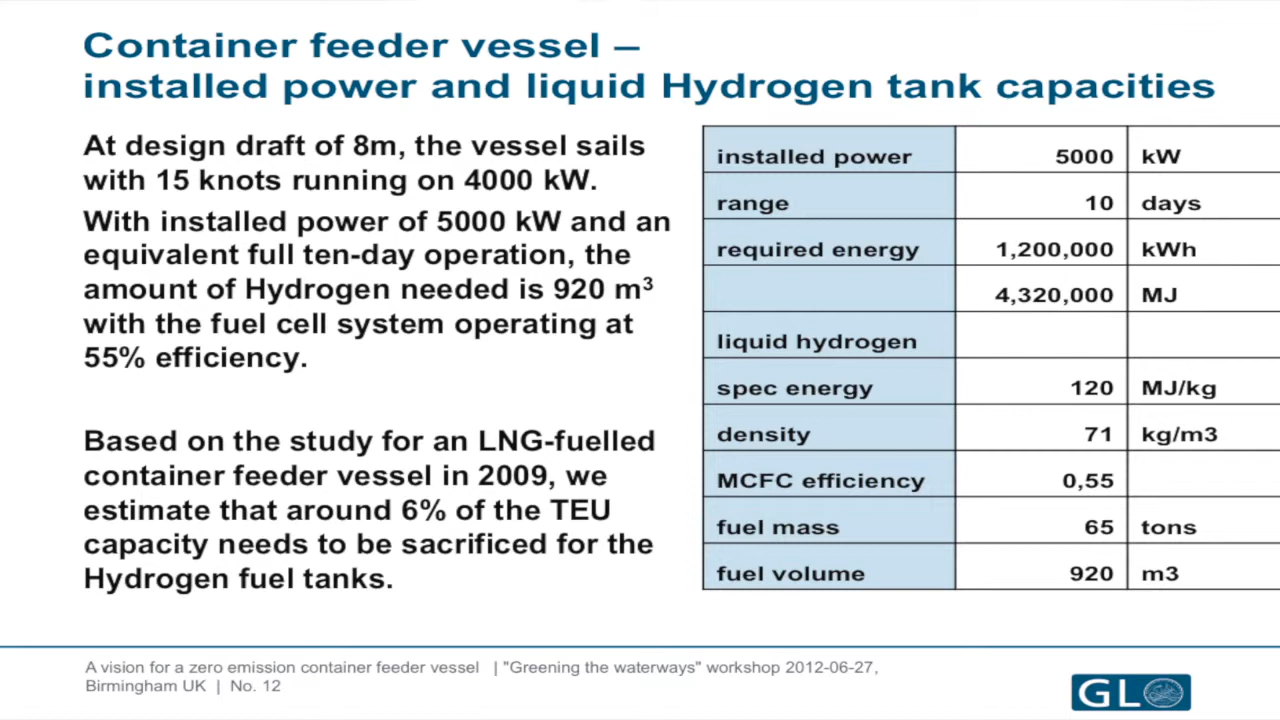 Container feeder vessel –
installed power and liquid Hydrogen tank capacities
At design draft of 8m, the vessel sails
with 15 knots running on 4000 kW.
With installed power of 5000 kW and an
equivalent full ten-day operation, the
amount of Hydrogen needed is 920 m³
with the fuel cell system operating at
55% efficiency.
Based on the study for an LNG-fuelled
container feeder vessel in 2009, we
estimate that around 6% of the TEU
capacity needs to be sacrificed for the
Hydrogen fuel tanks.
installed power 5000 kW
range 10 days
required energy 1,200,000 kWh
4,320,000 MJ
liquid hydrogen
spec energy 120 MJ/kg
density 71 kg/m3
MCFC efficiency 0,55
fuel mass 65 tons
fuel volume 920 m3
A vision for a zero emission container feeder vessel | "Greening the waterways" workshop 2012-06-27,
Birmingham UK | No. 12
GL